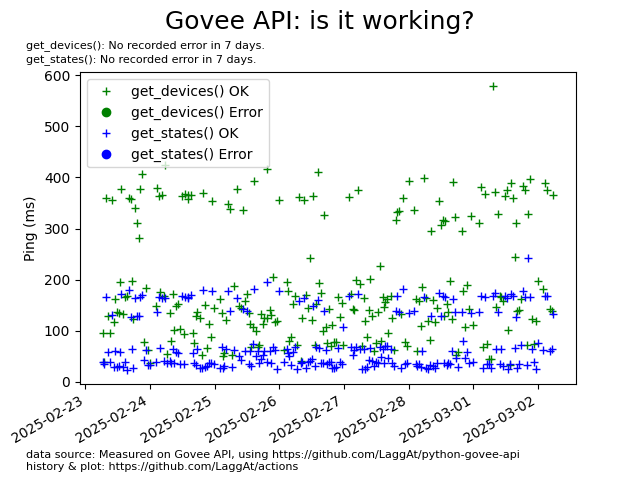 Govee API: is it working?
get_devices(): No recorded error in 7 days.
get_states(): No recorded error in 7 days.
get_devices() OK
get_devices() Error
get_states() OK
get_states() Error
Ping (ms)
600
500
400
300
200
100
0
2025-02-23
2025-02-24
2025-02-25
2025-02-26
2025-02-27
2025-02-28
2025-03-01
2025-03-02
data source: Measured on Govee API, using https://github.com/LaggAt/python-govee-api
history & plot: https://github.com/LaggAt/actions